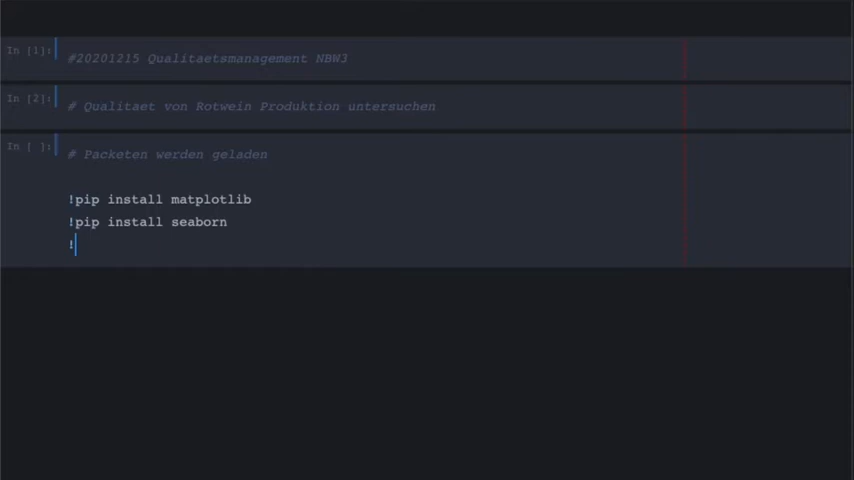 In [1]: #20201215 Qualitaetsmanagement NBW3
In [2]: # Qualitaet von Rotwein Produktion untersuchen
In [ ]: # Packeten werden geladen
!pip install matplotlib
!pip install seaborn
!